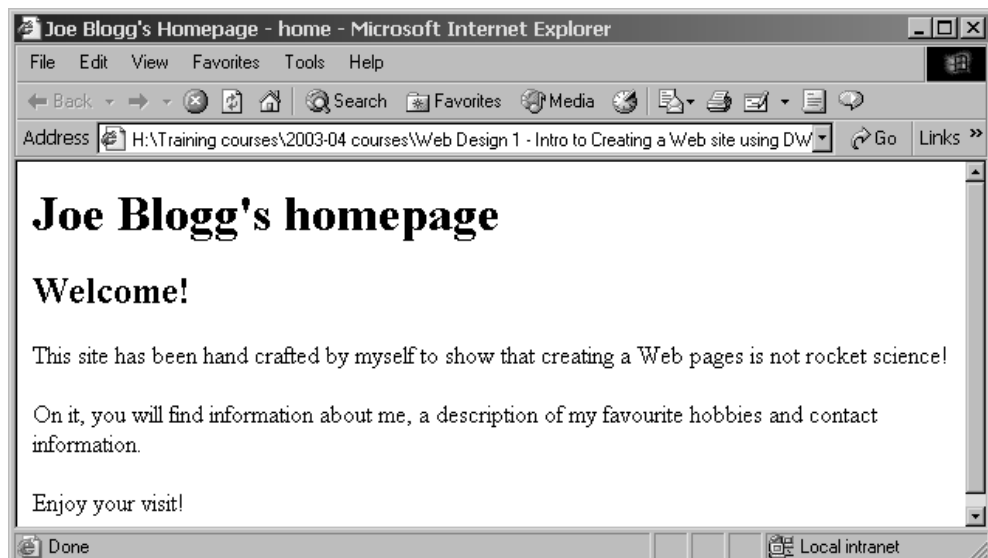 Joe Blogg's Homepage - home - Microsoft Internet Explorer
File Edit View Favorites Tools Help
Back Search Favorites Media
Address H:\Training courses\2003-04 courses\Web Design 1 - Intro to Creating a Web site using DW Go Links »
Joe Blogg's homepage
Welcome!
This site has been hand crafted by myself to show that creating a Web pages is not rocket science!
On it, you will find information about me, a description of my favourite hobbies and contact
information.
Enjoy your visit!
Done Local intranet